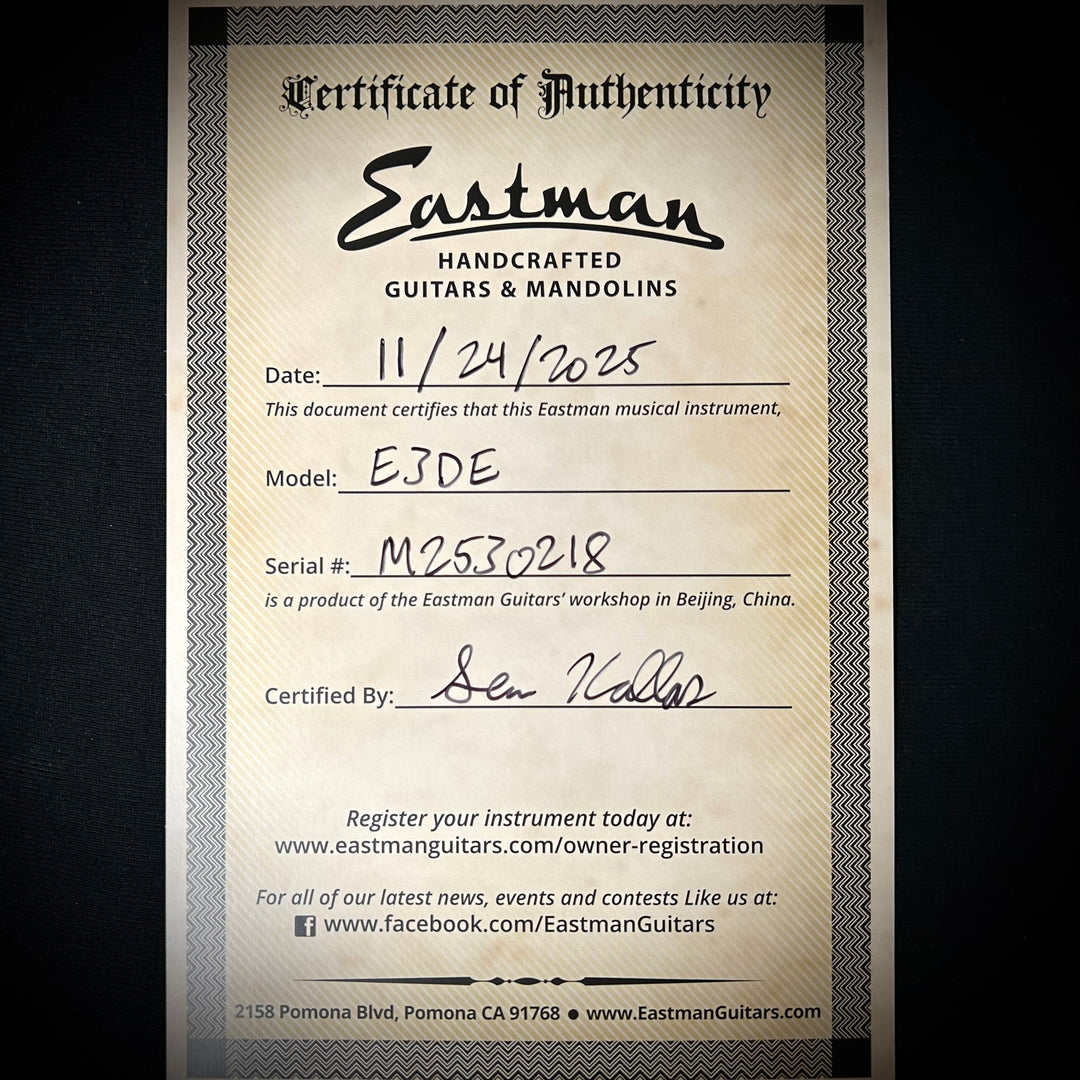 Certificate of Authenticity
Eastman
HANDCRAFTED
GUITARS & MANDOLINS
Date: 11/24/2025
This document certifies that this Eastman musical instrument,
Model: E3DE
Serial #: M2530218
is a product of the Eastman Guitars' workshop in Beijing, China.
Certified By:
Register your instrument today at:
www.eastmanguitars.com/owner-registration
For all of our latest news, events and contests Like us at:
f www.facebook.com/EastmanGuitars
2158 Pomona Blvd, Pomona CA 91768 ● www.EastmanGuitars.com